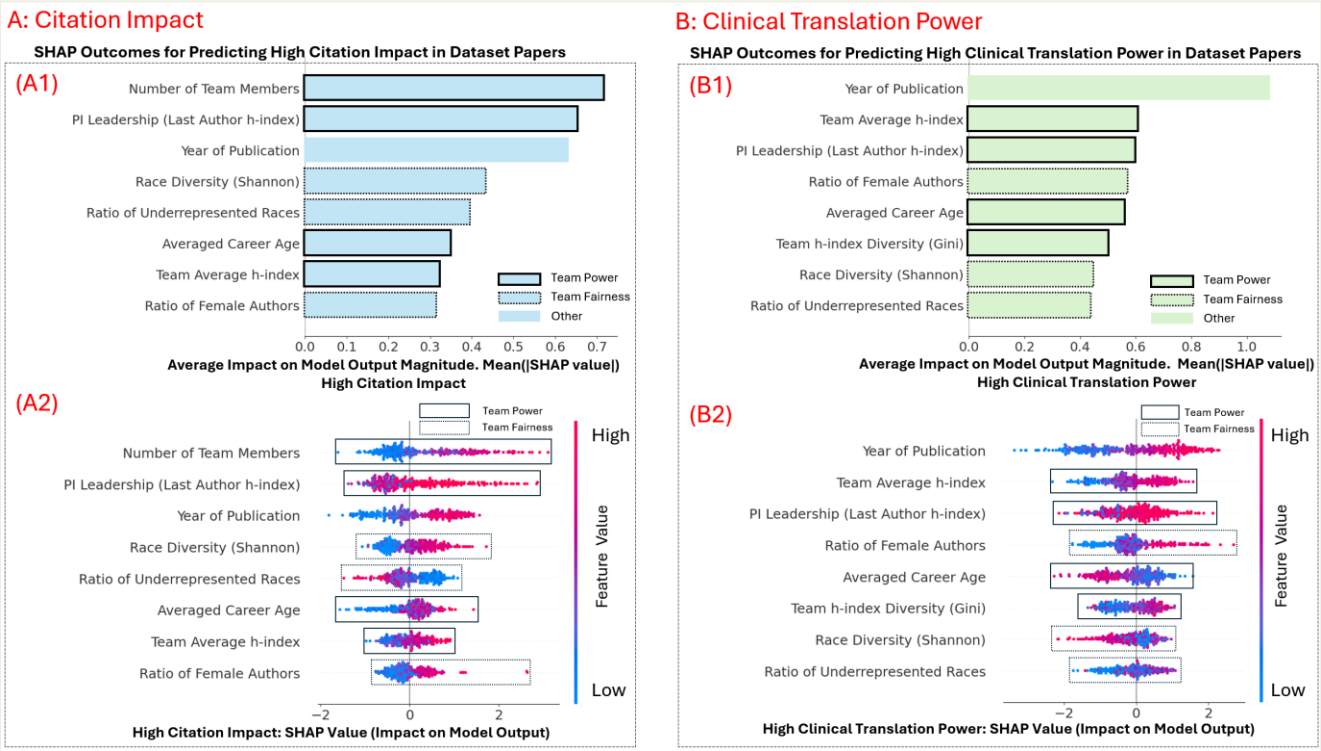 A: Citation Impact
SHAP Outcomes for Predicting High Citation Impact in Dataset Papers
(A1)
Number of Team Members
PI Leadership (Last Author h-index)
Year of Publication
Race Diversity (Shannon)
Ratio of Underrepresented Races
Averaged Career Age
Team Average h-index
Ratio of Female Authors
Team Power
Team Fairness
Other
0.0 0.1 0.2 0.3 0.4 0.5 0.6 0.7
Average Impact on Model Output Magnitude. Mean(|SHAP value|)
High Citation Impact
(A2)
Team Power
Team Fairness
Number of Team Members
PI Leadership (Last Author h-index)
Year of Publication
Race Diversity (Shannon)
Ratio of Underrepresented Races
Averaged Career Age
Team Average h-index
Ratio of Female Authors
High
Feature Value
Low
−2 0 2
High Citation Impact: SHAP Value (Impact on Model Output)
B: Clinical Translation Power
SHAP Outcomes for Predicting High Clinical Translation Power in Dataset Papers
(B1)
Year of Publication
Team Average h-index
PI Leadership (Last Author h-index)
Ratio of Female Authors
Averaged Career Age
Team h-index Diversity (Gini)
Race Diversity (Shannon)
Ratio of Underrepresented Races
Team Power
Team Fairness
Other
0.0 0.2 0.4 0.6 0.8 1.0
Average Impact on Model Output Magnitude. Mean(|SHAP value|)
High Clinical Translation Power
(B2)
Team Power
Team Fairness
Year of Publication
Team Average h-index
PI Leadership (Last Author h-index)
Ratio of Female Authors
Averaged Career Age
Team h-index Diversity (Gini)
Race Diversity (Shannon)
Ratio of Underrepresented Races
High
Feature Value
Low
−2 0 2
High Clinical Translation Power: SHAP Value (Impact on Model Output)